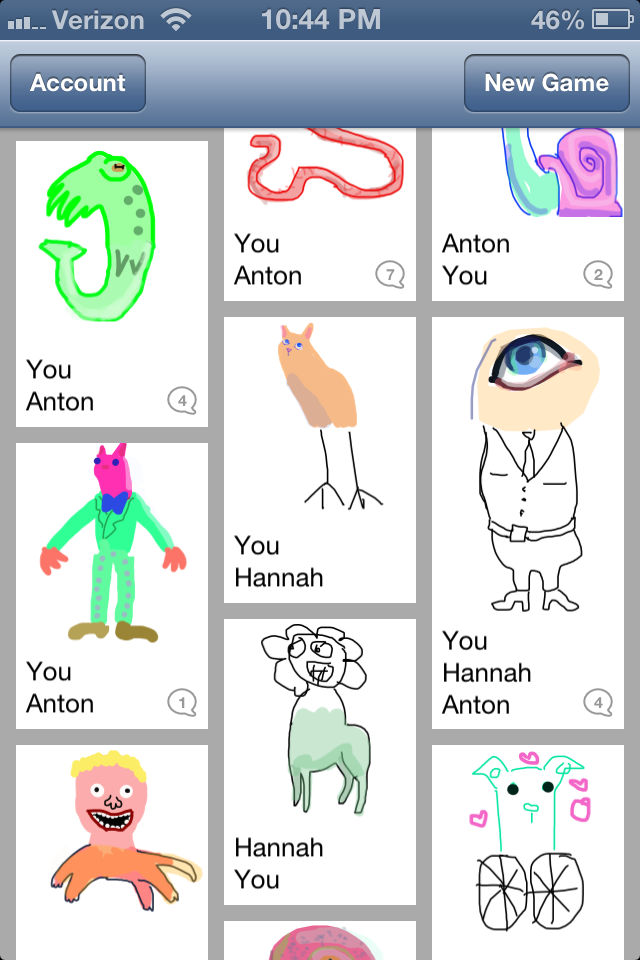 Verizon 10:44 PM 46%
Account New Game
You
Anton 4
You
Anton 1
You
Anton 7
You
Hannah
Hannah
You
Anton
You 2
You
Hannah
Anton 4